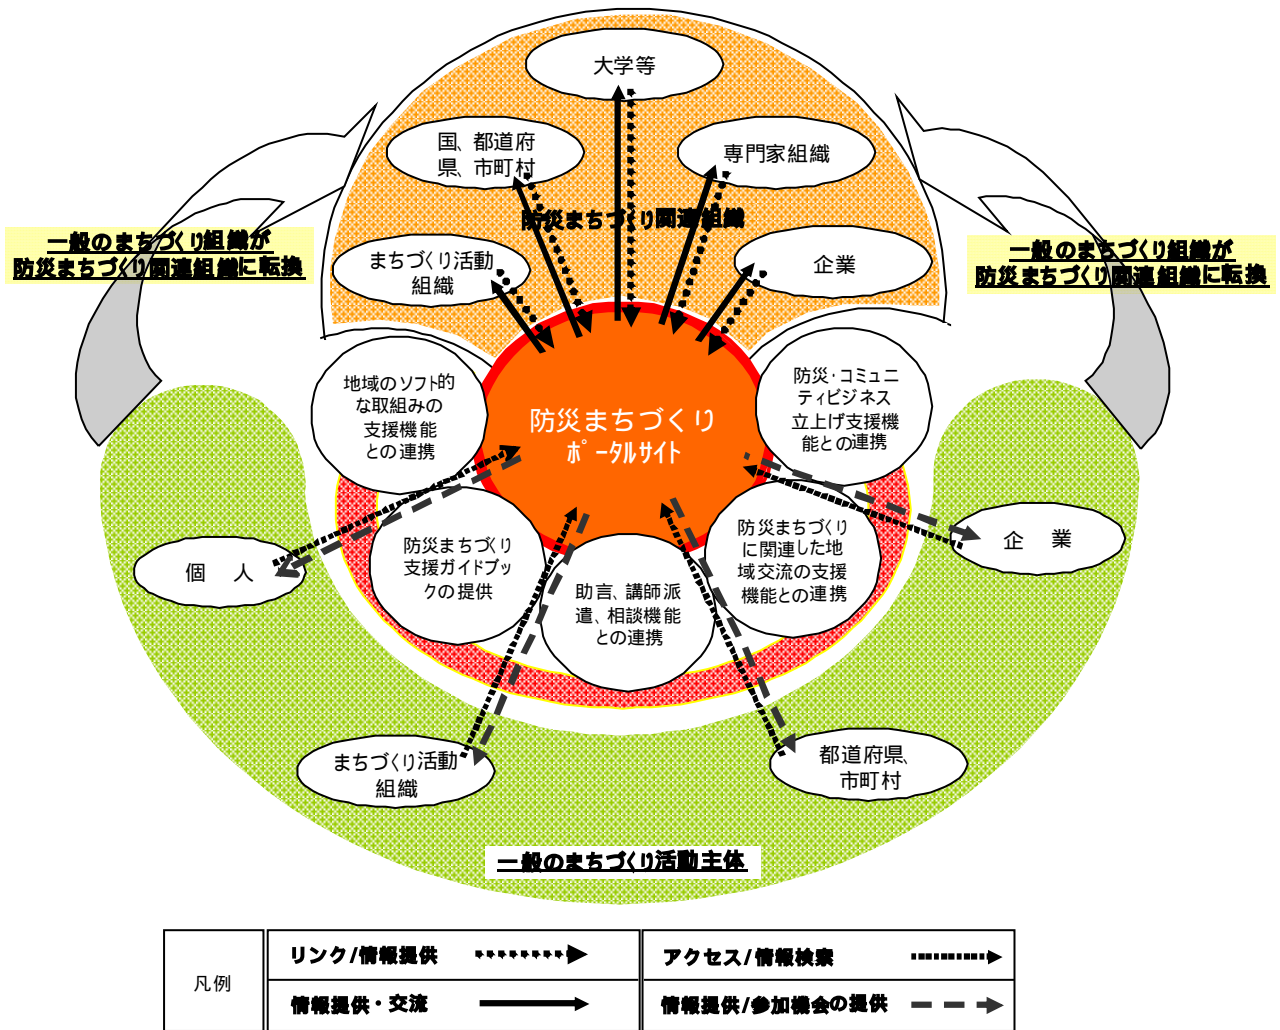 大学等
国、都道府
県、市町村
専門家組織
防災まちづくり関連組織
まちづくり活動
組織
企業
一般のまちづくり組織が
防災まちづくり関連組織に転換
一般のまちづくり組織が
防災まちづくり関連組織に転換
地域のソフト的
な取組みの
支援機能
との連携
防災まちづくり
ポータルサイト
防災・コミュニ
ティビジネス
立上げ支援機
能との連携
防災まちづくり
支援ガイドブッ
クの提供
助言、講師派
遣、相談機能
との連携
防災まちづくり
に関連した地
域交流の支援
機能との連携
個 人
企 業
まちづくり活動
組織
都道府県、
市町村
一般のまちづくり活動主体
凡例
リンク/情報提供
アクセス/情報検索
情報提供・交流
情報提供/参加機会の提供